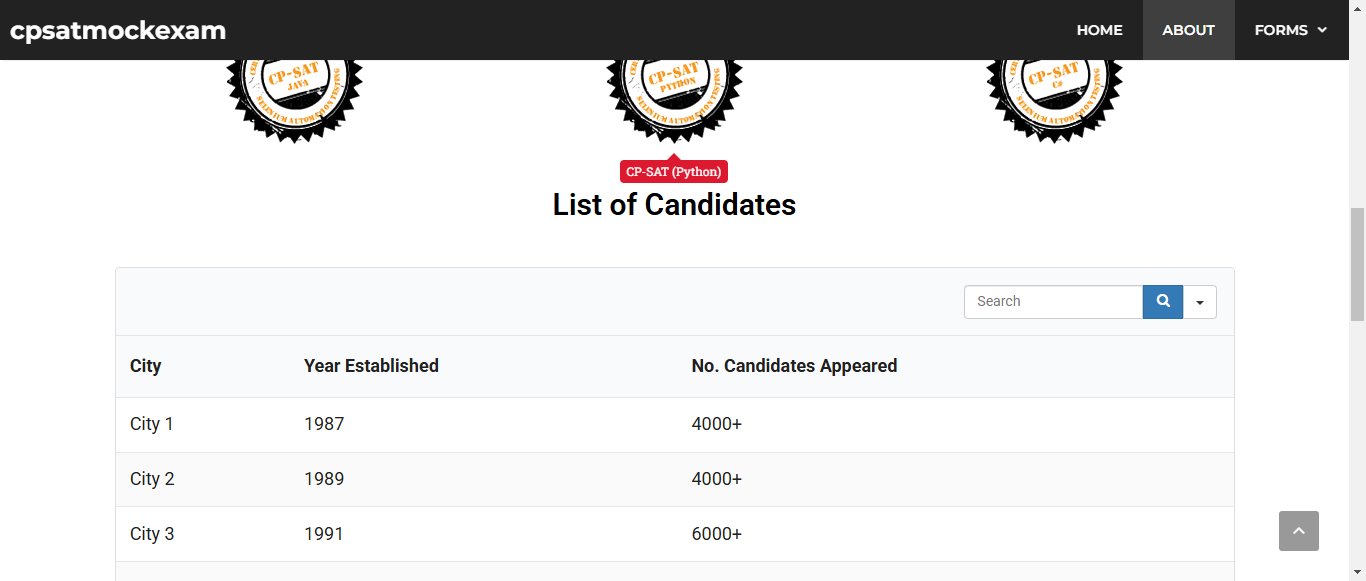 cpsatmockexam HOME ABOUT FORMS
CP-SAT CP-SAT CP-SAT
JAVA PYTHON C#
SELENIUM AUTOMATION TESTING SELENIUM AUTOMATION TESTING SELENIUM AUTOMATION TESTING
CP-SAT (Python)
List of Candidates
Search
City Year Established No. Candidates Appeared
City 1 1987 4000+
City 2 1989 4000+
City 3 1991 6000+